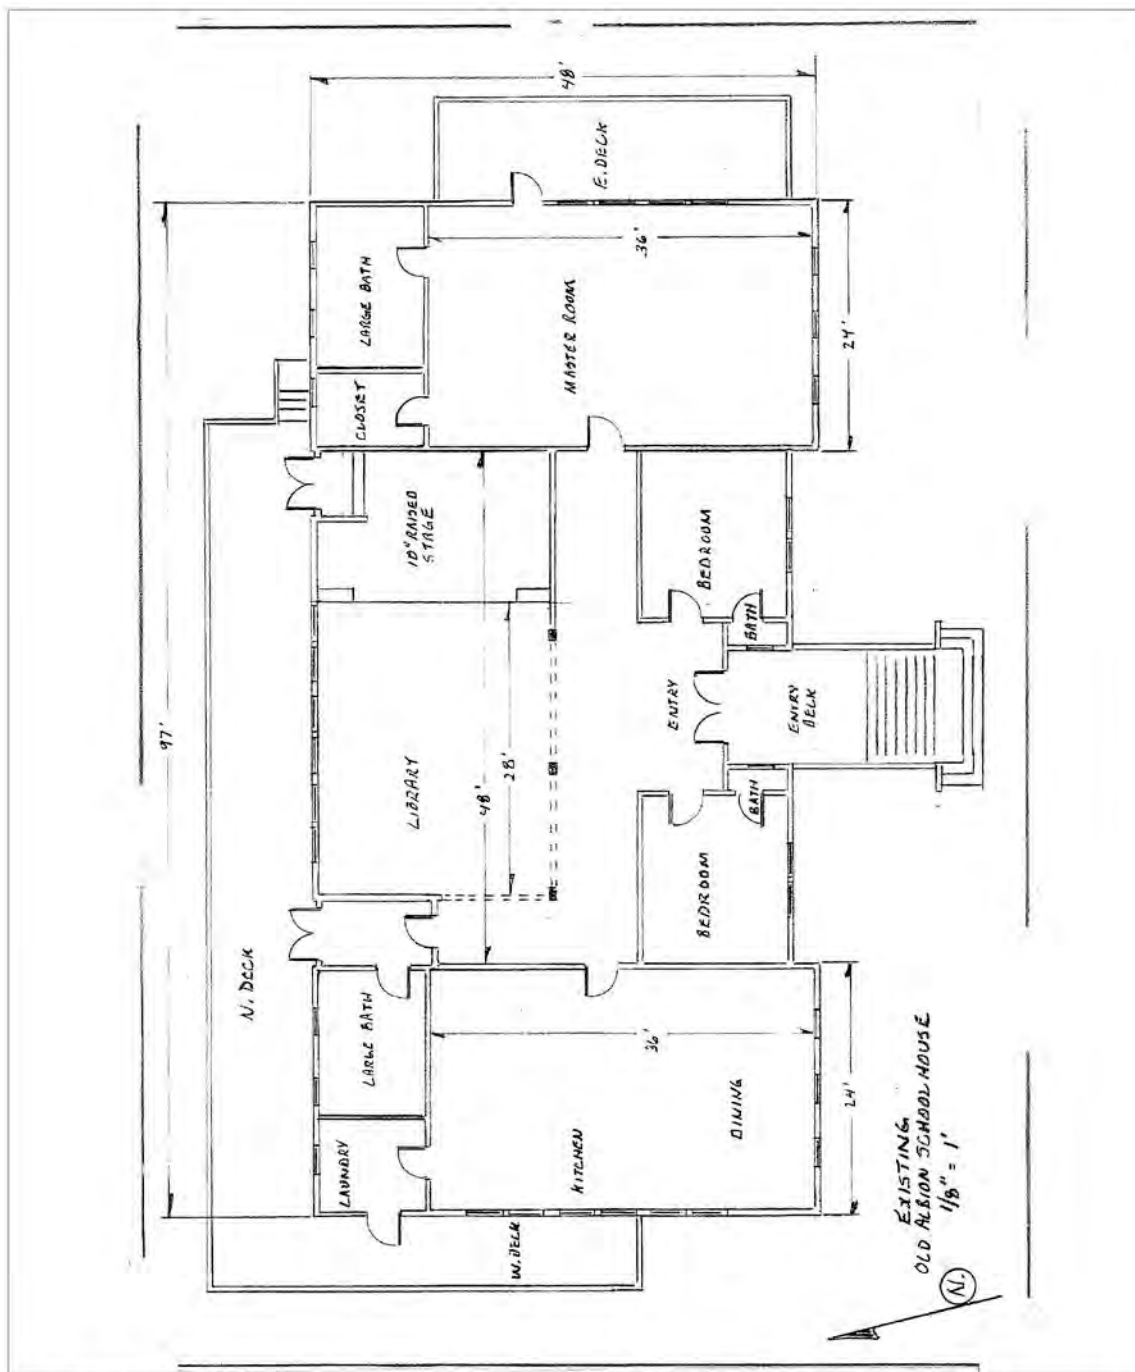 48'
E. DECK
36'
LARGE BATH
MASTER ROOM
24'
CLOSET
10" RAISED
STAGE
BEDROOM
BATH
97'
ENTRY
ENTRY
DECK
LIBRARY
28'
48'
BATH
BEDROOM
N. DECK
LARGE BATH
36'
DINING
24'
LAUNDRY
KITCHEN
W. DECK
EXISTING
OLD ALBION SCHOOL HOUSE
1/8" = 1'
N.